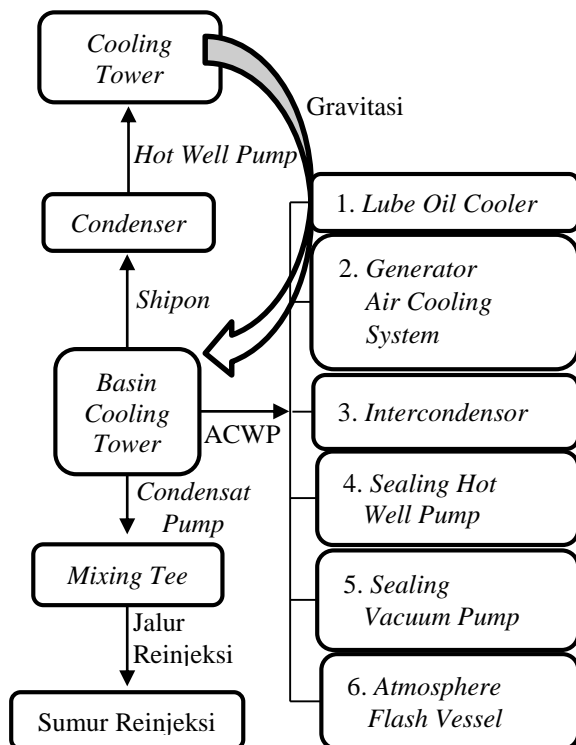 Cooling
Tower
Gravitasi
Hot Well Pump
Condenser
Shipon
Basin
Cooling
Tower
ACWP
Condensat
Pump
Mixing Tee
Jalur
Reinjeksi
Sumur Reinjeksi
1. Lube Oil Cooler
2. Generator
Air Cooling
System
3. Intercondensor
4. Sealing Hot
Well Pump
5. Sealing
Vacuum Pump
6. Atmosphere
Flash Vessel